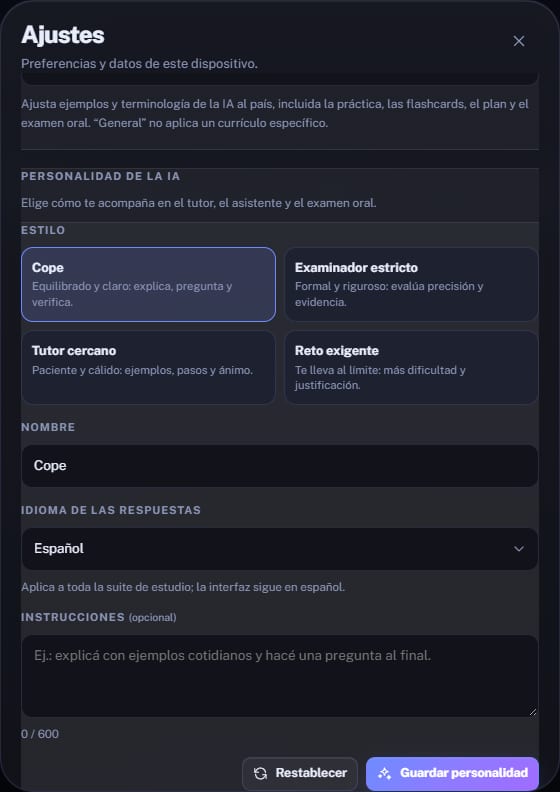 Ajustes
Preferencias y datos de este dispositivo.
Ajusta ejemplos y terminología de la IA al país, incluida la práctica, las flashcards, el plan y el
examen oral. “General” no aplica un currículo específico.
PERSONALIDAD DE LA IA
Elige cómo te acompaña en el tutor, el asistente y el examen oral.
ESTILO
Cope
Equilibrado y claro: explica, pregunta y
verifica.
Examinador estricto
Formal y riguroso: evalúa precisión y
evidencia.
Tutor cercano
Paciente y cálido: ejemplos, pasos y ánimo.
Reto exigente
Te lleva al límite: más dificultad y
justificación.
NOMBRE
Cope
IDIOMA DE LAS RESPUESTAS
Español
Aplica a toda la suite de estudio; la interfaz sigue en español.
INSTRUCCIONES (opcional)
Ej.: explicá con ejemplos cotidianos y hacé una pregunta al final.
0 / 600
Restablecer
Guardar personalidad